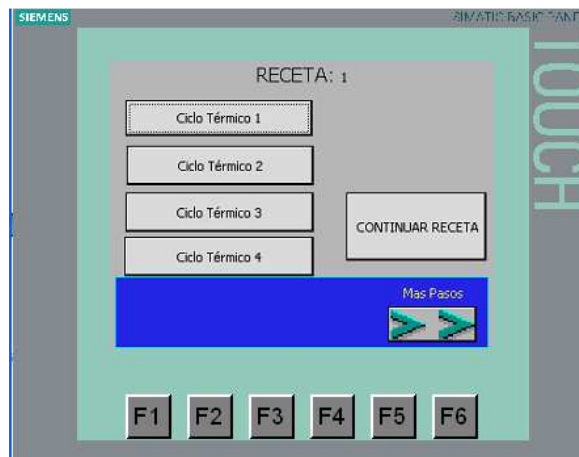 SIEMENS
SIMATIC BASIC PANE
TOUCH
RECETA: 1
Ciclo Térmico 1
Ciclo Térmico 2
Ciclo Térmico 3
CONTINUAR RECETA
Ciclo Térmico 4
Mas Pasos
F1 F2 F3 F4 F5 F6